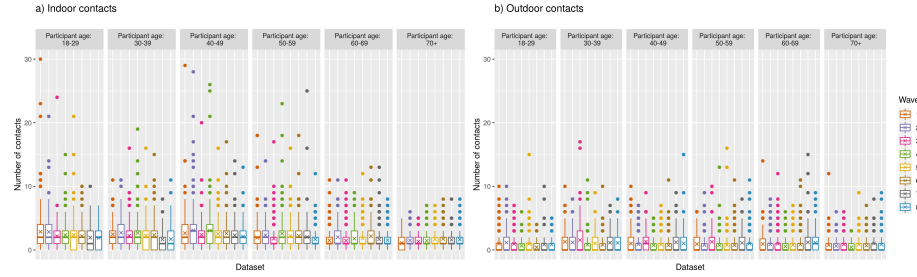 a) Indoor contacts
Participant age:
18-29
Participant age:
30-39
Participant age:
40-49
Participant age:
50-59
Participant age:
60-69
Participant age:
70+
30
20
10
0
Number of contacts
Dataset
b) Outdoor contacts
Participant age:
18-29
Participant age:
30-39
Participant age:
40-49
Participant age:
50-59
Participant age:
60-69
Participant age:
70+
30
20
10
0
Number of contacts
Dataset
Wave